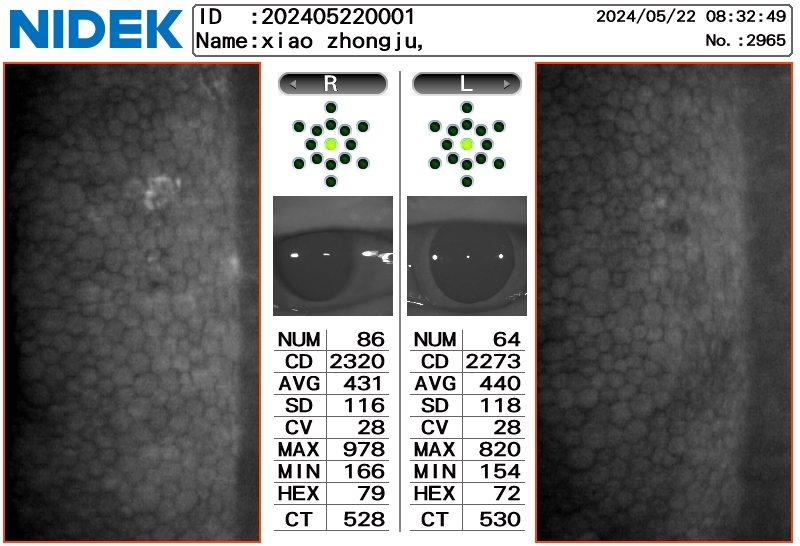 NIDEK
ID :202405220001
2024/05/22 08:32:49
Name:xiao zhongju,
No.:2965
R
L
NUM 86
CD 2320
AVG 431
SD 116
CV 28
MAX 978
MIN 166
HEX 79
CT 528
NUM 64
CD 2273
AVG 440
SD 118
CV 28
MAX 820
MIN 154
HEX 72
CT 530